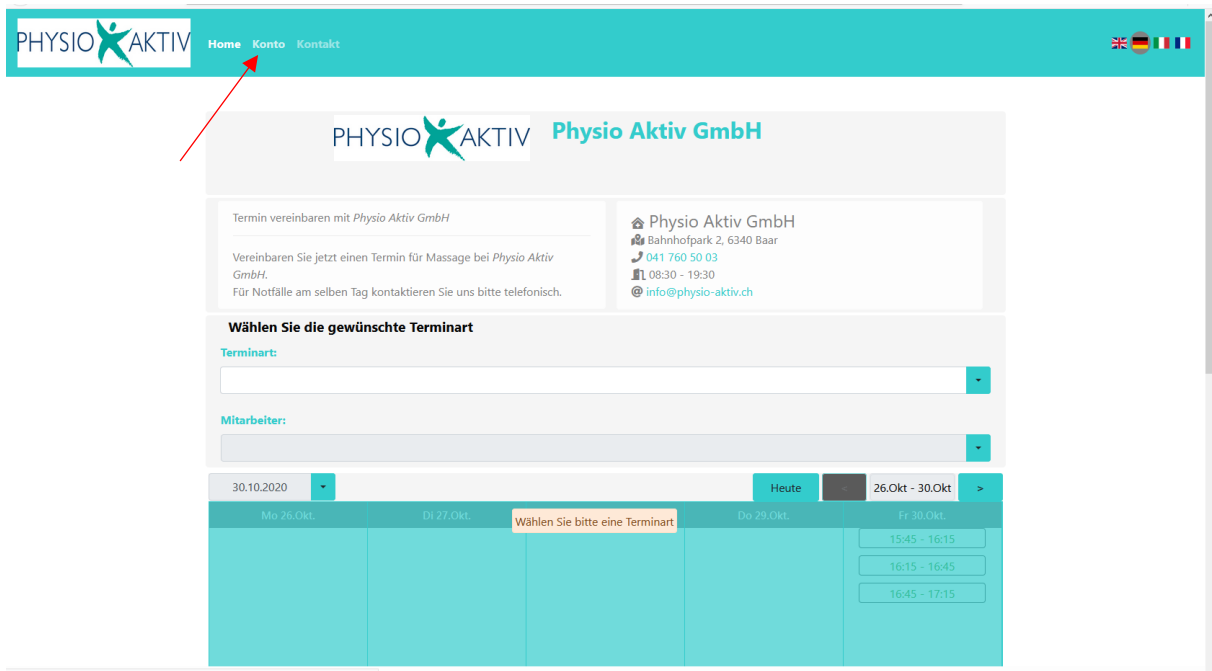 PHYSIO AKTIV
Home Konto Kontakt
PHYSIO AKTIV
Physio Aktiv GmbH
Termin vereinbaren mit Physio Aktiv GmbH
Vereinbaren Sie jetzt einen Termin für Massage bei Physio Aktiv
GmbH.
Für Notfälle am selben Tag kontaktieren Sie uns bitte telefonisch.
Physio Aktiv GmbH
Bahnhofpark 2, 6340 Baar
041 760 50 03
08:30 - 19:30
@ info@physio-aktiv.ch
Wählen Sie die gewünschte Terminart
Terminart:
Mitarbeiter:
30.10.2020
Heute < 26.Okt - 30.Okt >
Mo 26.Okt. Di 27.Okt. Do 29.Okt. Fr 30.Okt.
Wählen Sie bitte eine Terminart
15:45 - 16:15
16:15 - 16:45
16:45 - 17:15